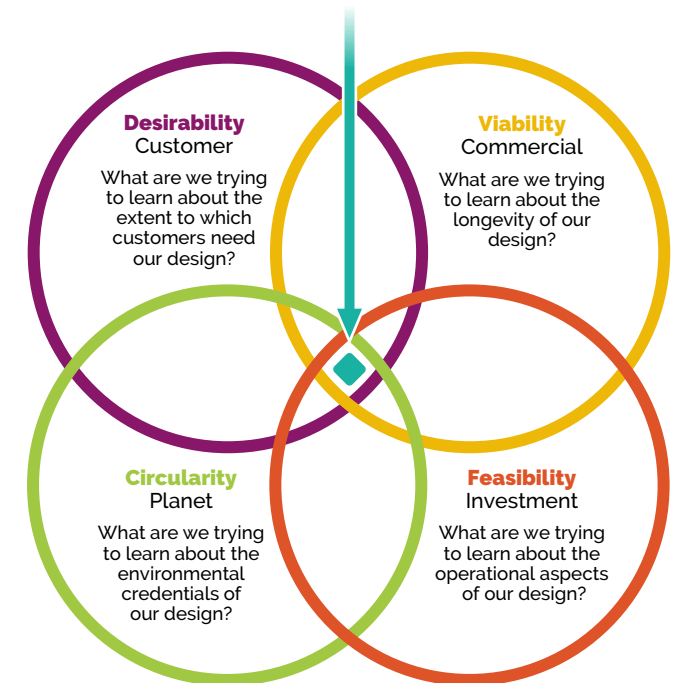 Desirability
Customer
What are we trying
to learn about the
extent to which
customers need
our design?
Viability
Commercial
What are we trying
to learn about the
longevity of our
design?
Circularity
Planet
What are we trying
to learn about the
environmental
credentials of
our design?
Feasibility
Investment
What are we trying
to learn about the
operational aspects
of our design?